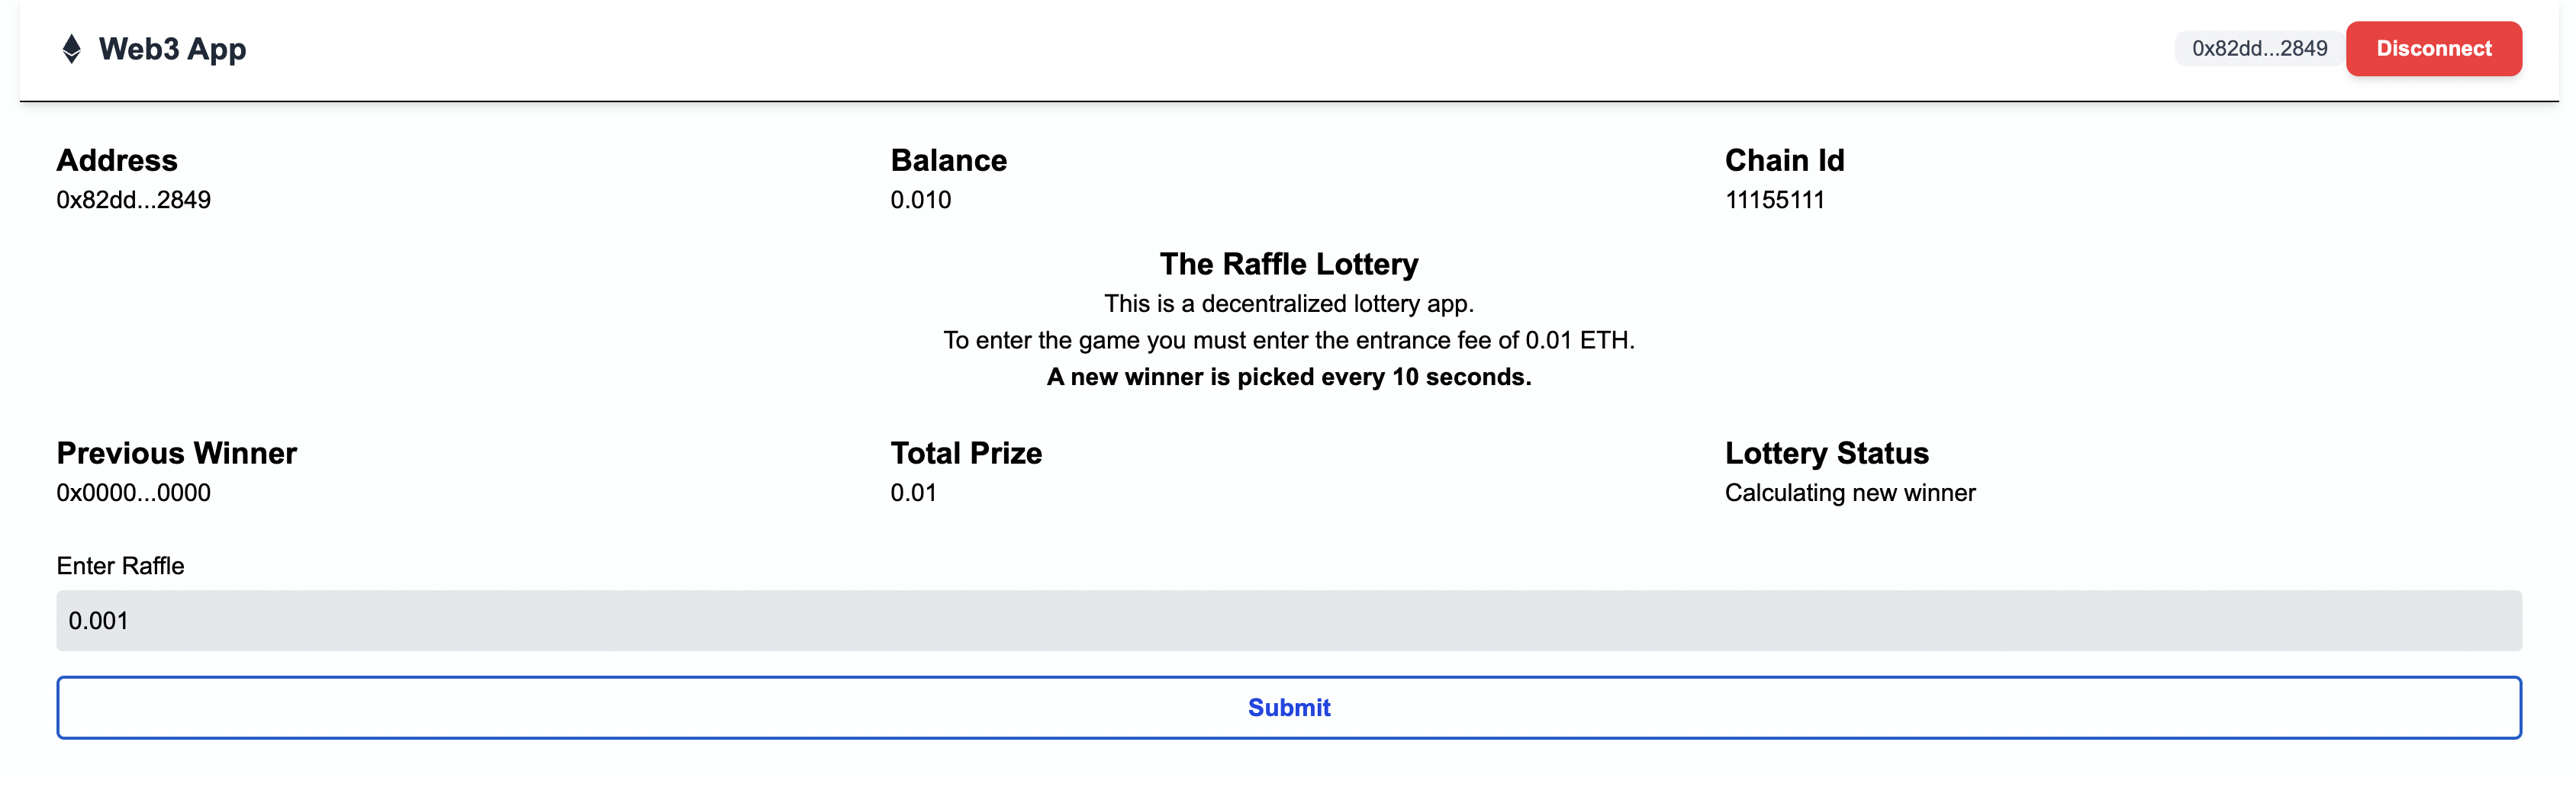 Web3 App
0x82dd...2849
Disconnect
Address
0x82dd...2849
Balance
0.010
Chain Id
11155111
The Raffle Lottery
This is a decentralized lottery app.
To enter the game you must enter the entrance fee of 0.01 ETH.
A new winner is picked every 10 seconds.
Previous Winner
0x0000...0000
Total Prize
0.01
Lottery Status
Calculating new winner
Enter Raffle
0.001
Submit